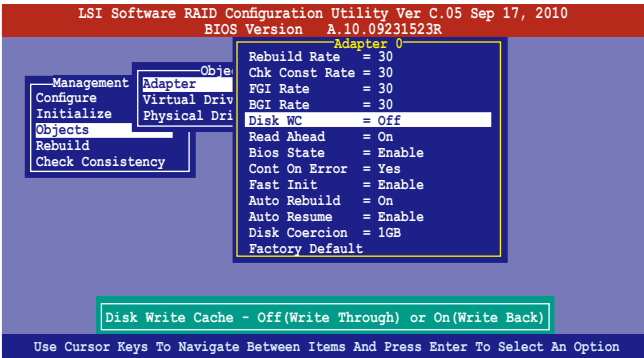 LSI Software RAID Configuration Utility Ver C.05 Sep 17, 2010
BIOS Version A.10.09231523R
Management
Configure
Initialize
Objects
Rebuild
Check Consistency
Obje
Adapter
Virtual Driv
Physical Dri
Adapter 0
Rebuild Rate = 30
Chk Const Rate = 30
FGI Rate = 30
BGI Rate = 30
Disk WC = Off
Read Ahead = On
Bios State = Enable
Cont On Error = Yes
Fast Init = Enable
Auto Rebuild = On
Auto Resume = Enable
Disk Coercion = 1GB
Factory Default
Disk Write Cache - Off(Write Through) or On(Write Back)
Use Cursor Keys To Navigate Between Items And Press Enter To Select An Option